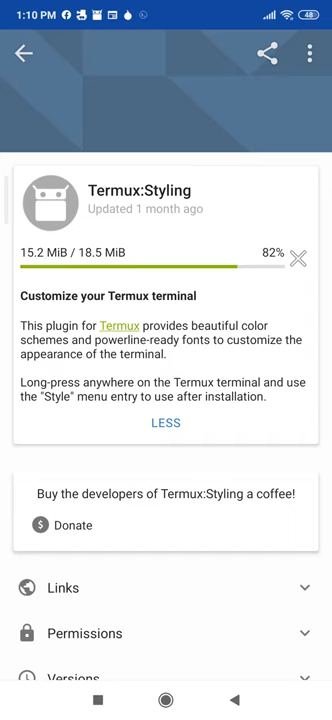 1:10 PM
48
Termux:Styling
Updated 1 month ago
15.2 MiB / 18.5 MiB
82%
Customize your Termux terminal
This plugin for Termux provides beautiful color
schemes and powerline-ready fonts to customize the
appearance of the terminal.
Long-press anywhere on the Termux terminal and use
the "Style" menu entry to use after installation.
LESS
Buy the developers of Termux:Styling a coffee!
$
Donate
Links
Permissions
Versions